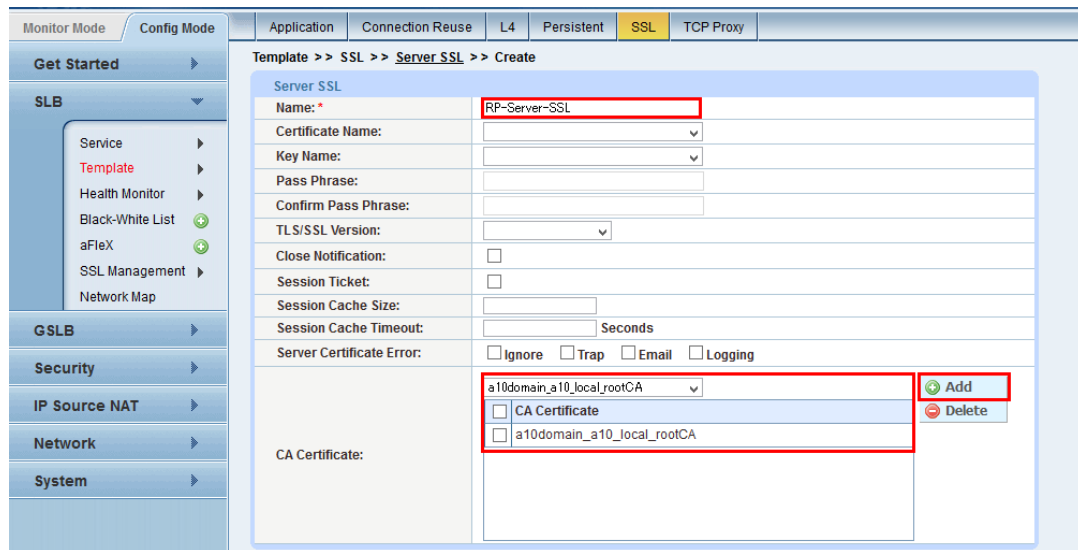 Monitor Mode Config Mode Application Connection Reuse L4 Persistent SSL TCP Proxy
Get Started
SLB
Service
Template
Health Monitor
Black-White List
aFleX
SSL Management
Network Map
GSLB
Security
IP Source NAT
Network
System
Template >> SSL >> Server SSL >> Create
Server SSL
Name: * RP-Server-SSL
Certificate Name:
Key Name:
Pass Phrase:
Confirm Pass Phrase:
TLS/SSL Version:
Close Notification:
Session Ticket:
Session Cache Size:
Session Cache Timeout: Seconds
Server Certificate Error: Ignore Trap Email Logging
a10domain_a10_local_rootCA Add
CA Certificate Delete
a10domain_a10_local_rootCA
CA Certificate: